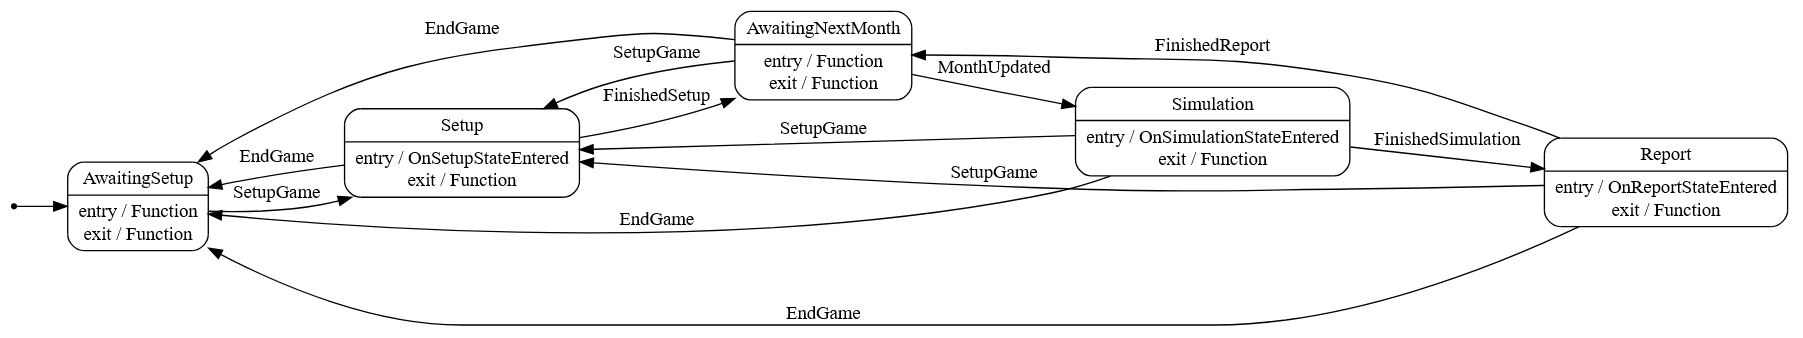 EndGame
AwaitingNextMonth
entry / Function
exit / Function
SetupGame
FinishedReport
MonthUpdated
FinishedSetup
Setup
entry / OnSetupStateEntered
exit / Function
Simulation
entry / OnSimulationStateEntered
exit / Function
SetupGame
FinishedSimulation
Report
entry / OnReportStateEntered
exit / Function
EndGame
AwaitingSetup
entry / Function
exit / Function
SetupGame
SetupGame
EndGame
EndGame